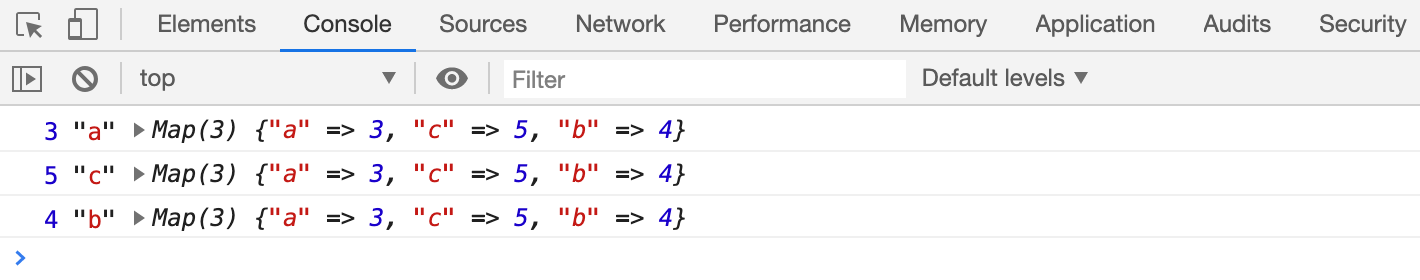 Elements Console Sources Network Performance Memory Application Audits Security
top Filter Default levels
3 "a" Map(3) {"a" => 3, "c" => 5, "b" => 4}
5 "c" Map(3) {"a" => 3, "c" => 5, "b" => 4}
4 "b" Map(3) {"a" => 3, "c" => 5, "b" => 4}